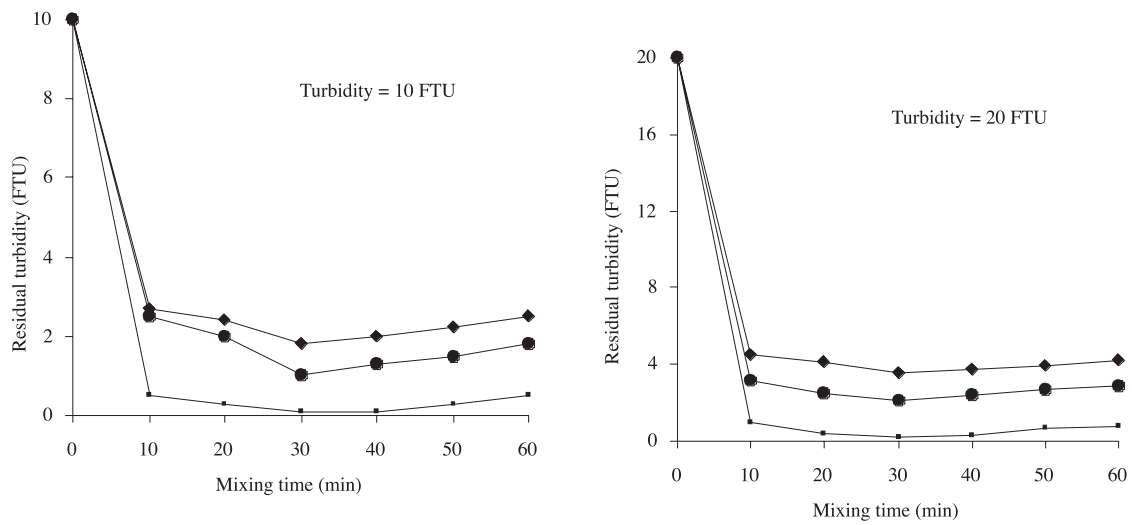 10
8
6
4
2
0
Residual turbidity (FTU)
Turbidity = 10 FTU
0 10 20 30 40 50 60
Mixing time (min)
20
16
12
8
4
0
Residual turbidity (FTU)
Turbidity = 20 FTU
0 10 20 30 40 50 60
Mixing time (min)